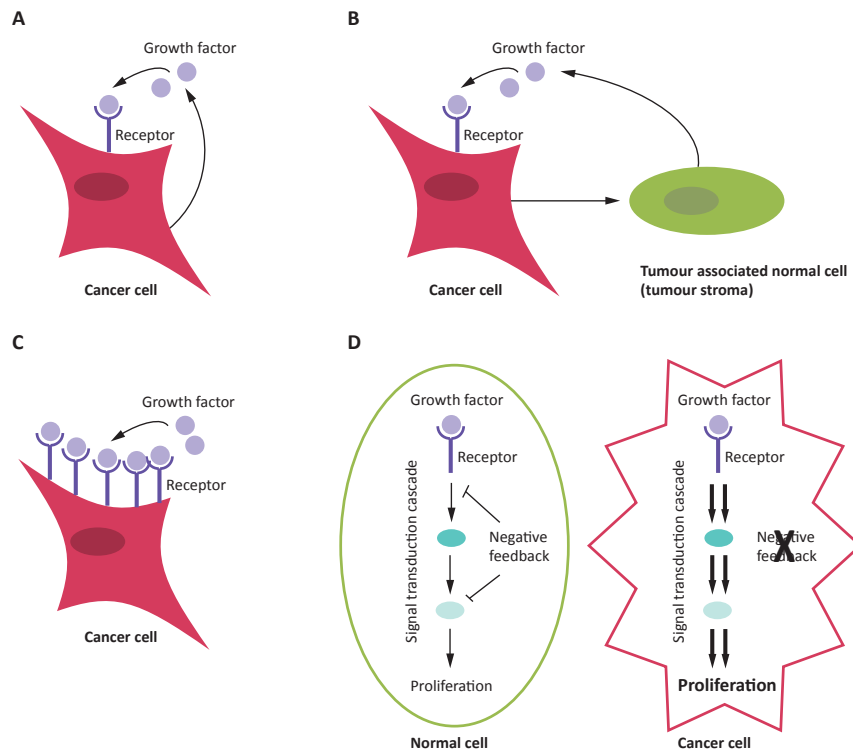 A
Growth factor
Receptor
Cancer cell
B
Growth factor
Receptor
Cancer cell
Tumour associated normal cell
(tumour stroma)
C
Growth factor
Receptor
Cancer cell
D
Growth factor
Receptor
Signal transduction cascade
Negative
feedback
Proliferation
Normal cell
Growth factor
Receptor
Signal transduction cascade
Negative
feedback
X
Proliferation
Cancer cell